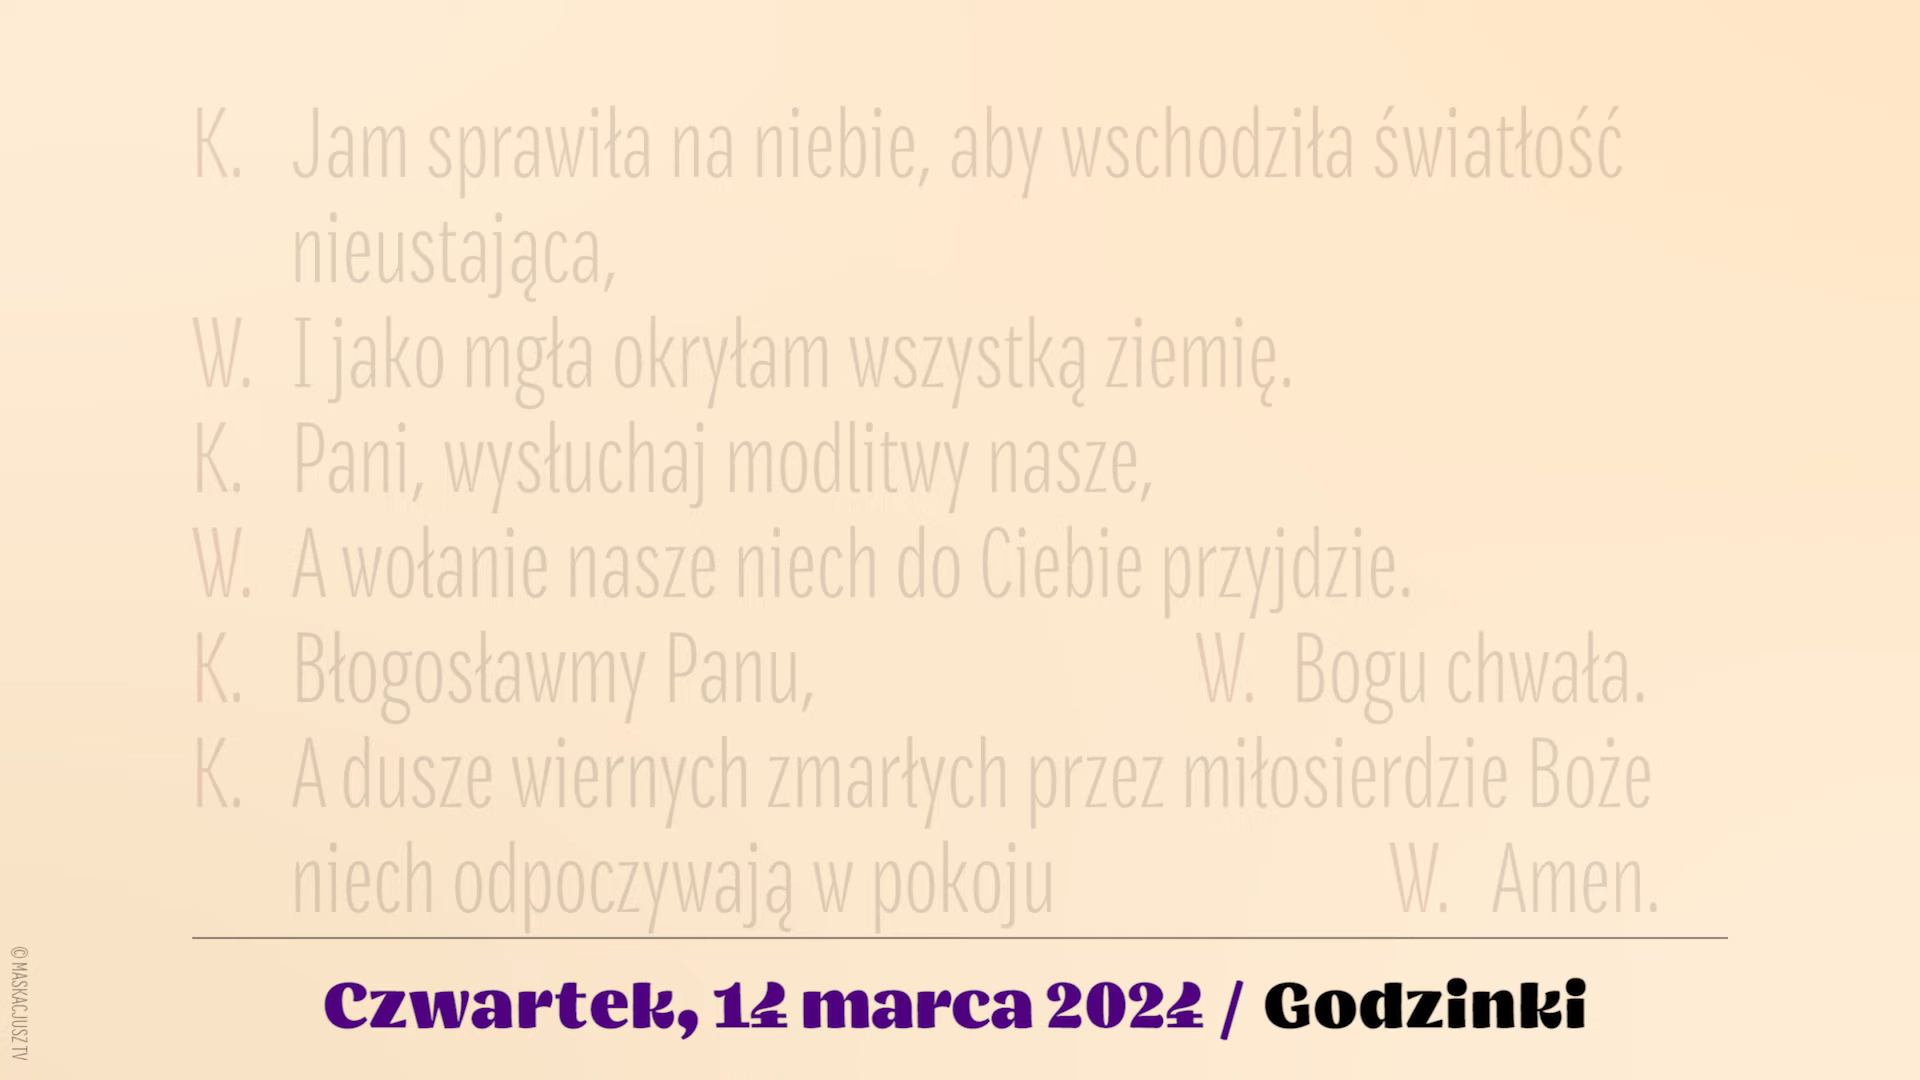 K. Jam sprawiła na niebie, aby wschodziła światłość
nieustająca,
W. I jako mgła okryłam wszystką ziemię.
K. Pani, wysłuchaj modlitwy nasze,
W. A wołanie nasze niech do Ciebie przyjdzie.
K. Błogosławmy Panu, W. Bogu chwała.
K. A dusze wiernych zmarłych przez miłosierdzie Boże
niech odpoczywają w pokoju W. Amen.
Czwartek, 14 marca 2024 / Godzinki
© MASKACJUSZ TV